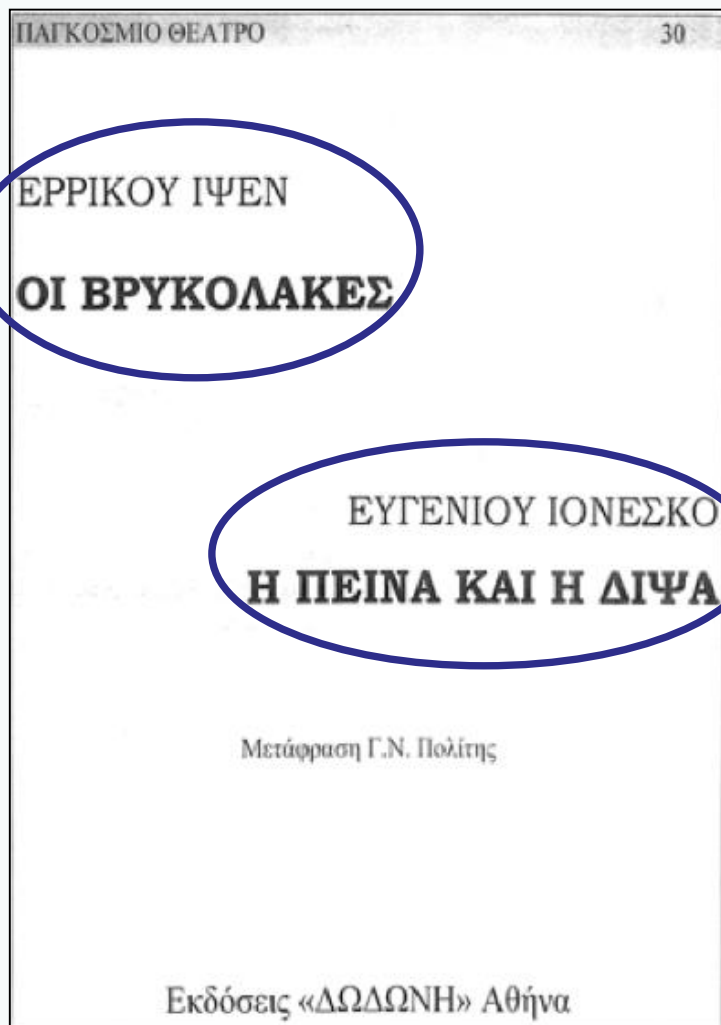 ΠΑΓΚΟΣΜΙΟ ΘΕΑΤΡΟ 30
ΕΡΡΙΚΟΥ ΙΨΕΝ
ΟΙ ΒΡΥΚΟΛΑΚΕΣ
ΕΥΓΕΝΙΟΥ ΙΟΝΕΣΚΟ
Η ΠΕΙΝΑ ΚΑΙ Η ΔΙΨΑ
Μετάφραση Γ.Ν. Πολίτης
Εκδόσεις «ΔΩΔΩΝΗ» Αθήνα